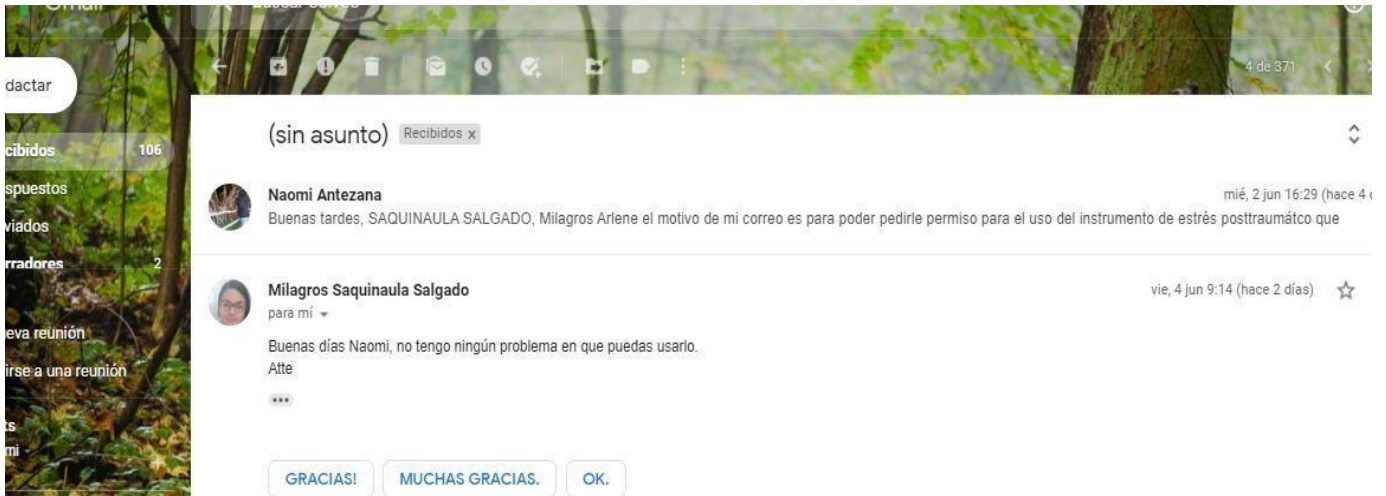 4 de 371
dactar
(sin asunto) Recibidos x
cibidos 106
spuestos
Naomi Antezana mié, 2 jun 16:29 (hace 4
Buenas tardes, SAQUINAULA SALGADO, Milagros Arlene el motivo de mi correo es para poder pedirle permiso para el uso del instrumento de estrés posttraumátco que
viados
rradores 2
Milagros Saquinaula Salgado vie, 4 jun 9:14 (hace 2 días)
para mí
eva reunión
Buenas días Naomi, no tengo ningún problema en que puedas usarlo.
irse a una reunión
Atte
ts
mi
GRACIAS! MUCHAS GRACIAS. OK.